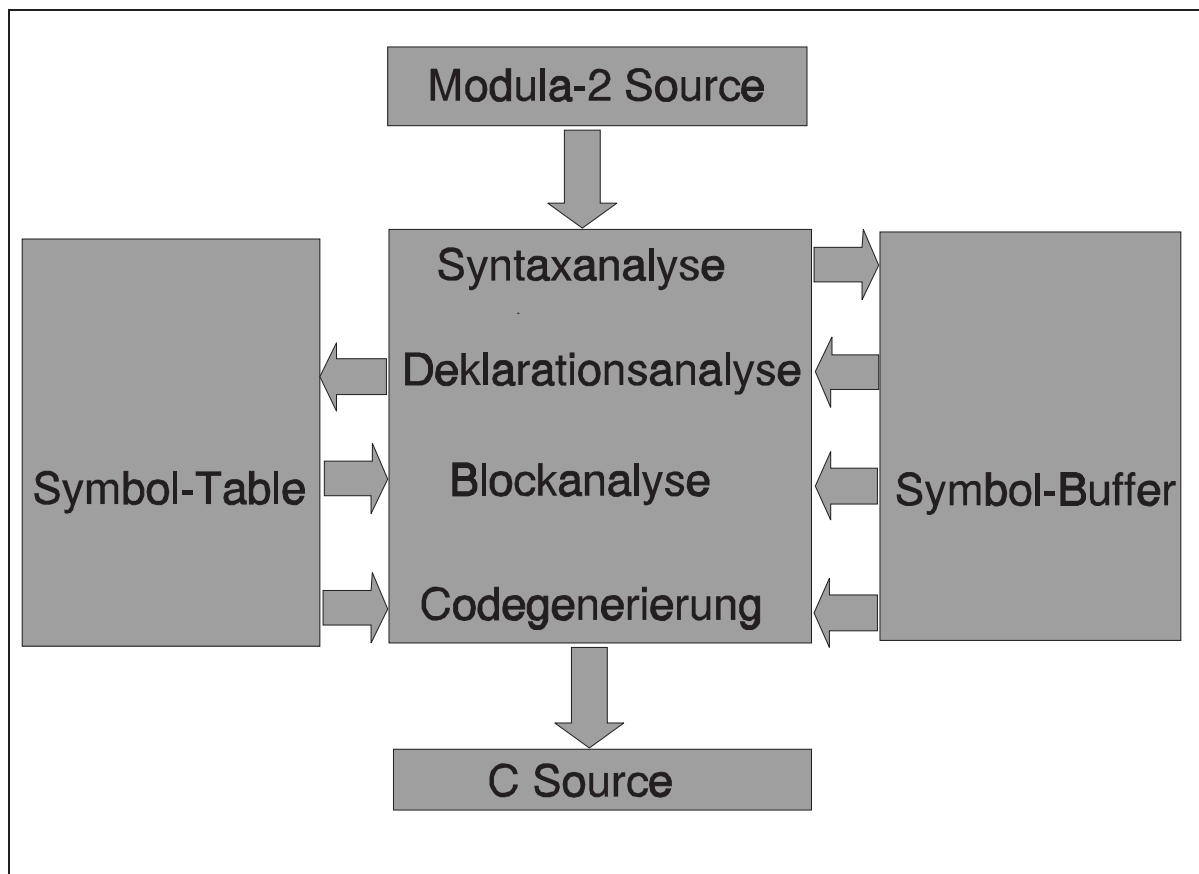 Modula-2 Source
Syntaxanalyse
Deklarationsanalyse
Symbol-Table
Blockanalyse
Symbol-Buffer
Codegenerierung
C Source